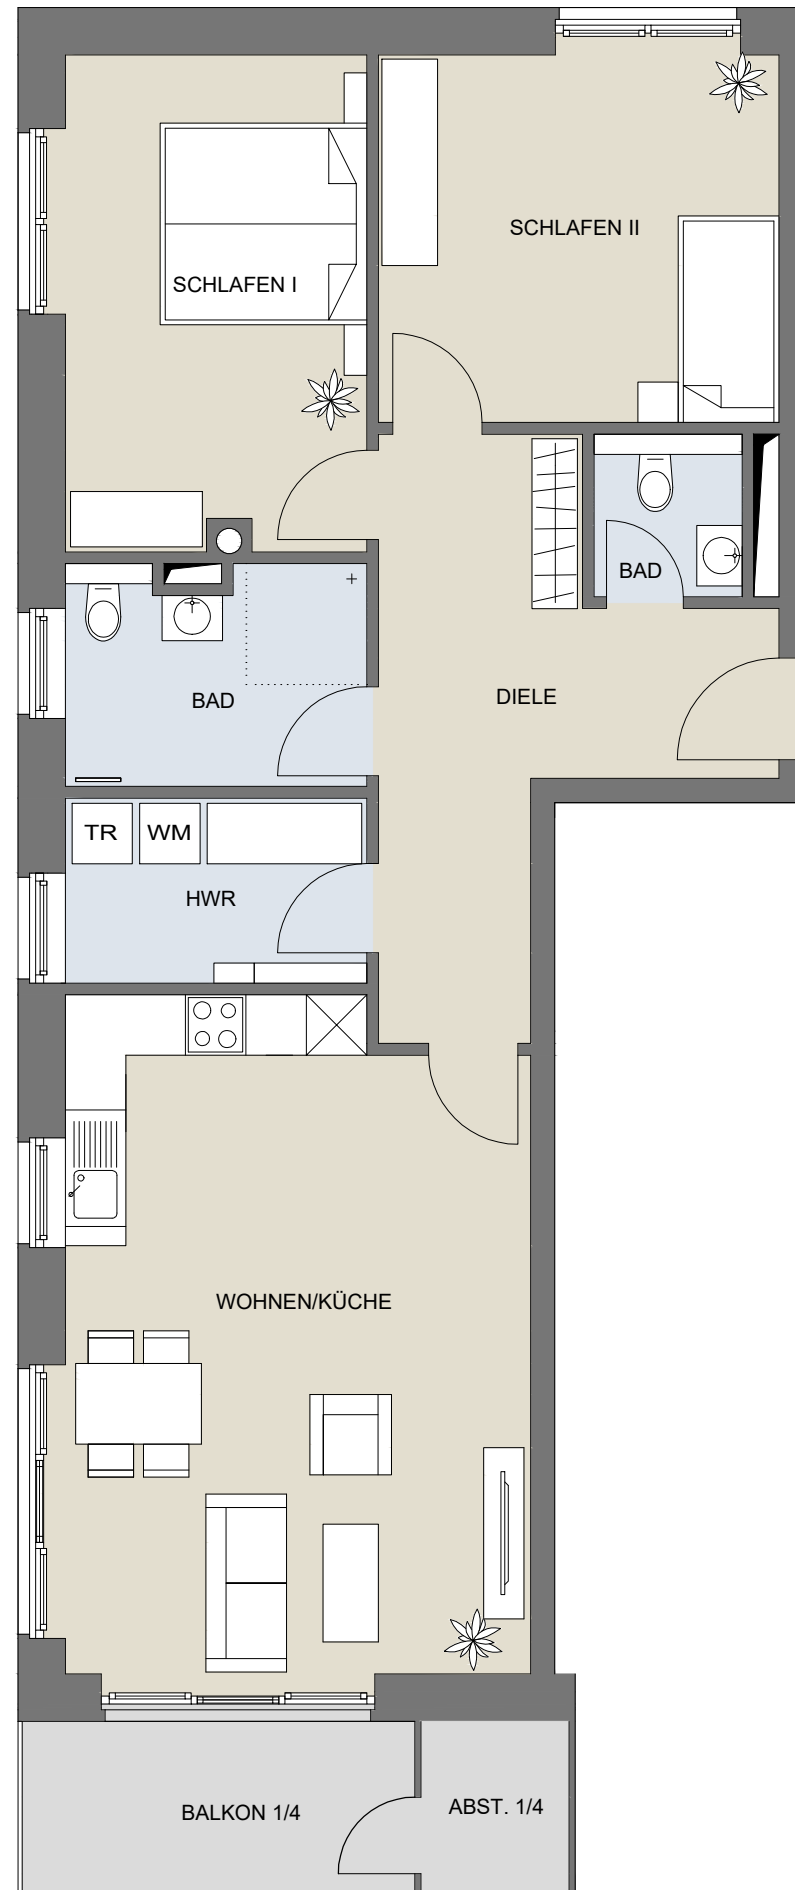 SCHLAFEN II
SCHLAFEN I
BAD
BAD
DIELE
TR
WM
HWR
WOHNEN/KÜCHE
BALKON 1/4
ABST. 1/4